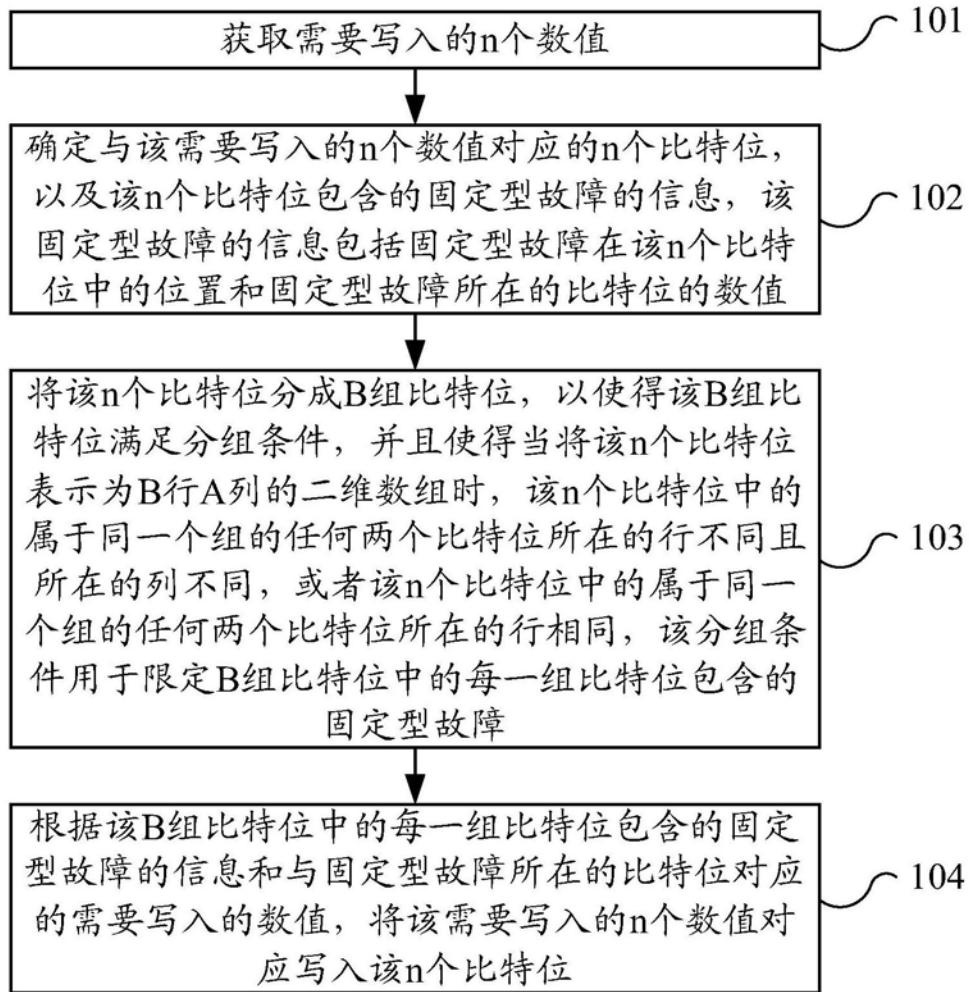 获取需要写入的n个数值
101
确定与该需要写入的n个数值对应的n个比特位，
以及该n个比特位包含的固定型故障的信息，该
固定型故障的信息包括固定型故障在该n个比特
位中的位置和固定型故障所在的比特位的数值
102
将该n个比特位分成B组比特位，以使得该B组比
特位满足分组条件，并且使得当将该n个比特位
表示为B行A列的二维数组时，该n个比特位中的
属于同一个组的任何两个比特位所在的行不同且
所在的列不同，或者该n个比特位中的属于同一
个组的任何两个比特位所在的行相同，该分组条
件用于限定B组比特位中的每一组比特位包含的
固定型故障
103
根据该B组比特位中的每一组比特位包含的固定
型故障的信息和与固定型故障所在的比特位对应
的需要写入的数值，将该需要写入的n个数值对
应写入该n个比特位
104